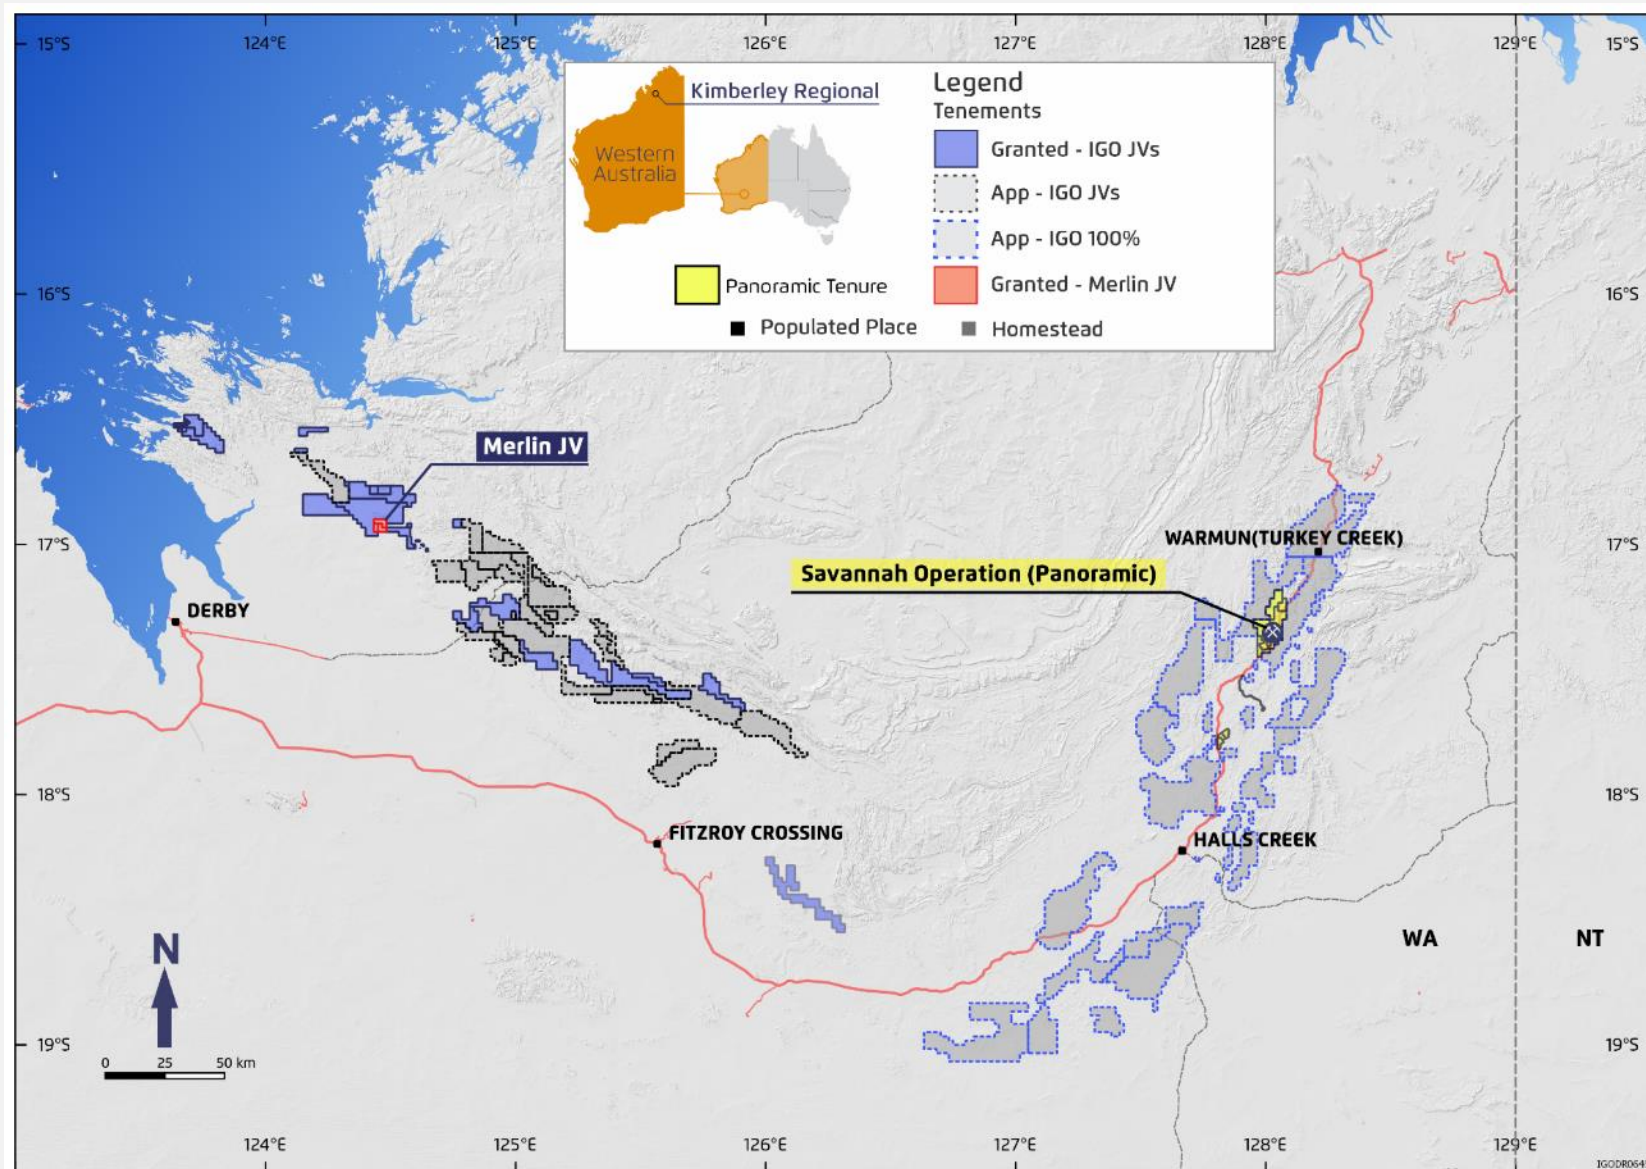 124°E 125°E 126°E 127°E 128°E 129°E
15°S 15°S
Kimberley Regional
Western
Australia
Legend
Tenements
Granted - IGO JVs
App - IGO JVs
App - IGO 100%
Granted - Merlin JV
Panoramic Tenure
Populated Place
Homestead
16°S 16°S
Merlin JV
17°S 17°S
WARMUN(TURKEY CREEK)
Savannah Operation (Panoramic)
DERBY
18°S 18°S
FITZROY CROSSING
HALLS CREEK
WA NT
N
19°S 19°S
0 25 50 km
124°E 125°E 126°E 127°E 128°E 129°E
IGODR064